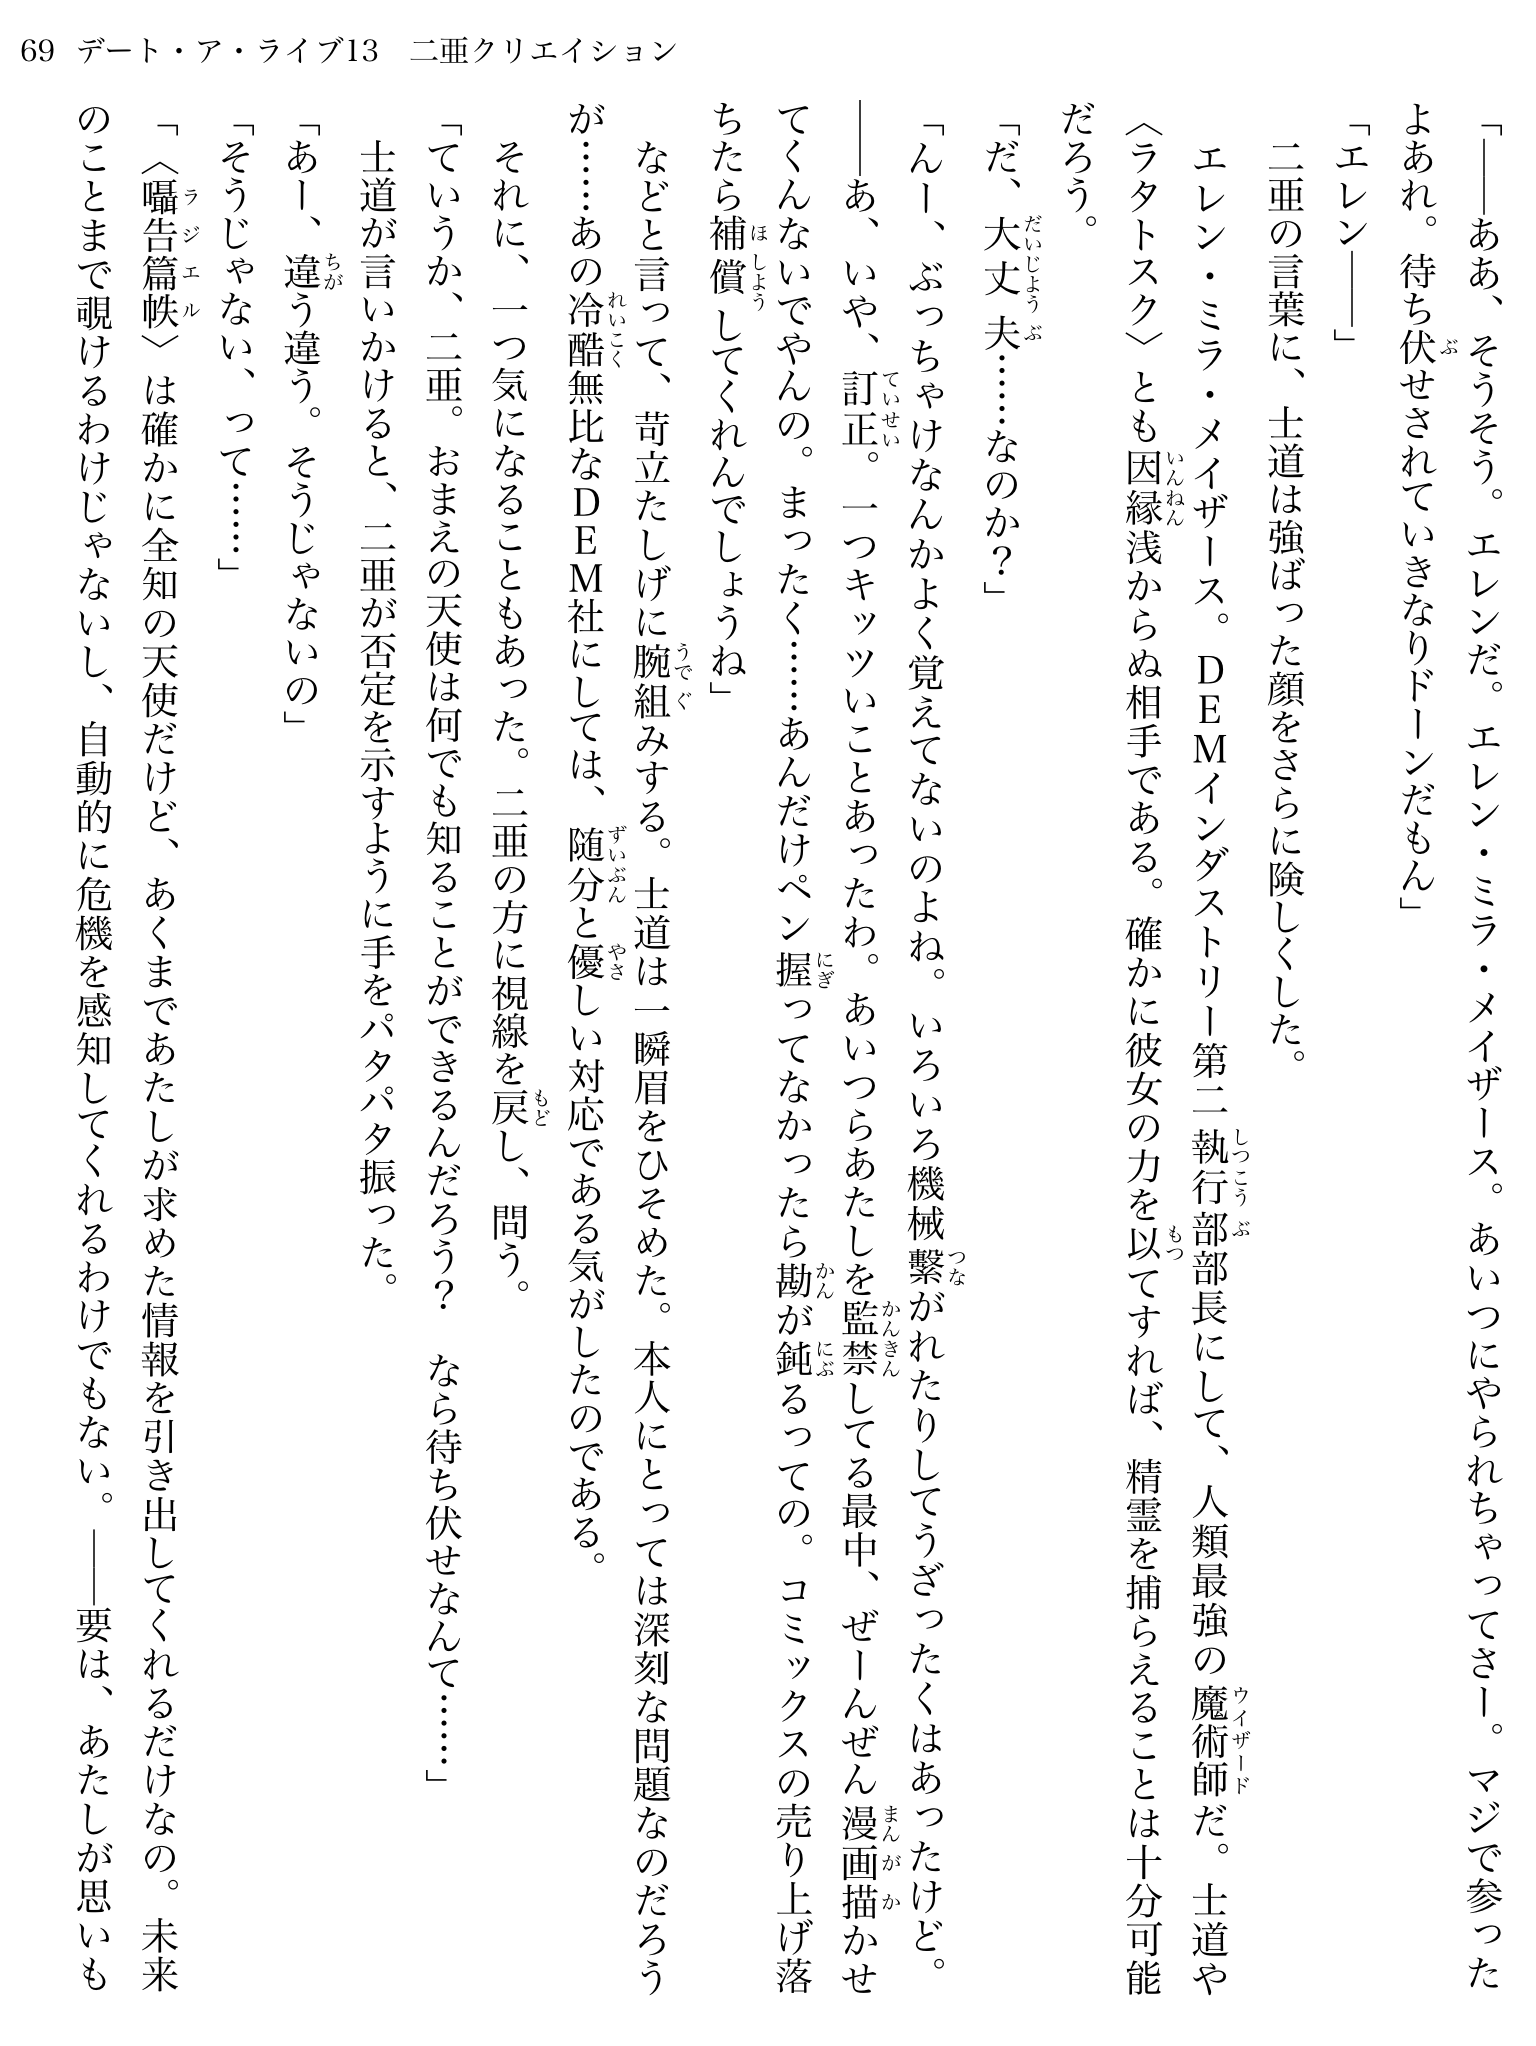 69 デート・ア・ライブ13　二亜クリエイション
「――ああ、そうそう。エレンだ。エレン・ミラ・メイザース。あいつにやられちゃってさー。マジで参った
よあれ。待ち伏せされていきなりドーンだもん」
「エレン――」
　二亜の言葉に、士道は強ばった顔をさらに険しくした。
　エレン・ミラ・メイザース。ＤＥＭインダストリー第二執行部部長にして、人類最強の魔術師だ。士道や
〈ラタトスク〉とも因縁浅からぬ相手である。確かに彼女の力を以てすれば、精霊を捕らえることは十分可能
だろう。
「だ、大丈夫……なのか？」
「んー、ぶっちゃけなんかよく覚えてないのよね。いろいろ機械繫がれたりしてうざったくはあったけど。
――あ、いや、訂正。一つキッツいことあったわ。あいつらあたしを監禁してる最中、ぜーんぜん漫画描かせ
てくんないでやんの。まったく……あんだけペン握ってなかったら勘が鈍るっての。コミックスの売り上げ落
ちたら補償してくれんでしょうね」
　などと言って、苛立たしげに腕組みする。士道は一瞬眉をひそめた。本人にとっては深刻な問題なのだろう
が……あの冷酷無比なＤＥＭ社にしては、随分と優しい対応である気がしたのである。
　それに、一つ気になることもあった。二亜の方に視線を戻し、問う。
「ていうか、二亜。おまえの天使は何でも知ることができるんだろう？　なら待ち伏せなんて……」
　士道が言いかけると、二亜が否定を示すように手をパタパタ振った。
「あー、違う違う。そうじゃないの」
「そうじゃない、って……」
「〈囁告篇帙〉は確かに全知の天使だけど、あくまであたしが求めた情報を引き出してくれるだけなの。未来
のことまで覗けるわけじゃないし、自動的に危機を感知してくれるわけでもない。――要は、あたしが思いも